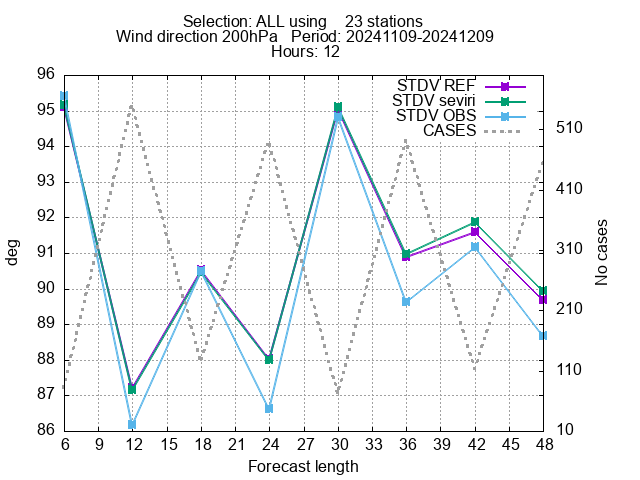 Selection: ALL using    23 stations
Wind direction 200hPa   Period: 20241109-20241209
Hours: 12
96
95
94
93
92
91
90
89
88
87
86
deg
STDV REF
STDV seviri
STDV OBS
CASES
510
410
310
210
110
10
No cases
6 9 12 15 18 21 24 27 30 33 36 39 42 45 48
Forecast length